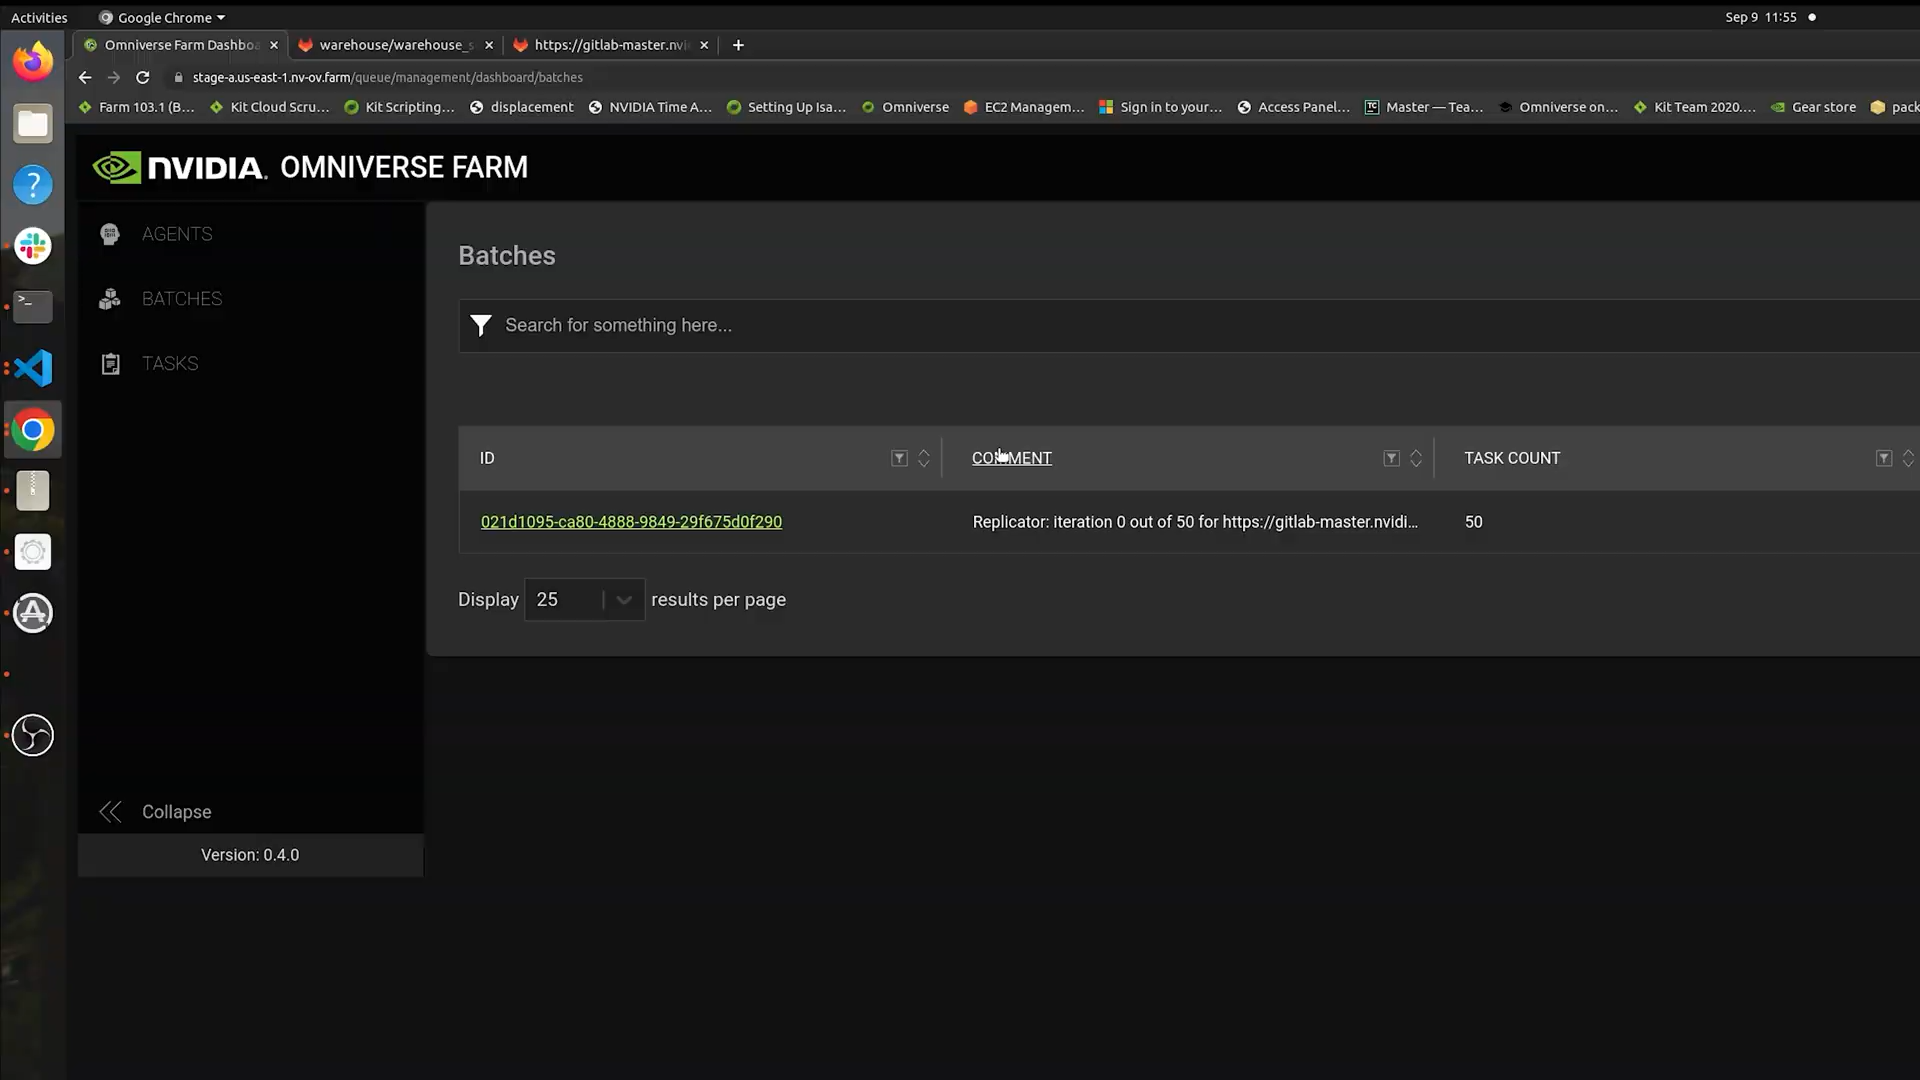 Activities Google Chrome Sep 9 11:55
Omniverse Farm Dashbo warehouse/warehouse_s https://gitlab-master.nvi
stage-a.us-east-1.nv-ov.farm/queue/management/dashboard/batches
Farm 103.1 (B... Kit Cloud Scru... Kit Scripting... displacement NVIDIA Time A... Setting Up Isa... Omniverse EC2 Managem... Sign in to your... Access Panel... Master — Tea... Omniverse on... Kit Team 2020.... Gear store pack
NVIDIA. OMNIVERSE FARM
AGENTS
BATCHES
TASKS
Collapse
Version: 0.4.0
Batches
Search for something here...
ID COMMENT TASK COUNT
021d1095-ca80-4888-9849-29f675d0f290 Replicator: iteration 0 out of 50 for https://gitlab-master.nvidi... 50
Display 25 results per page